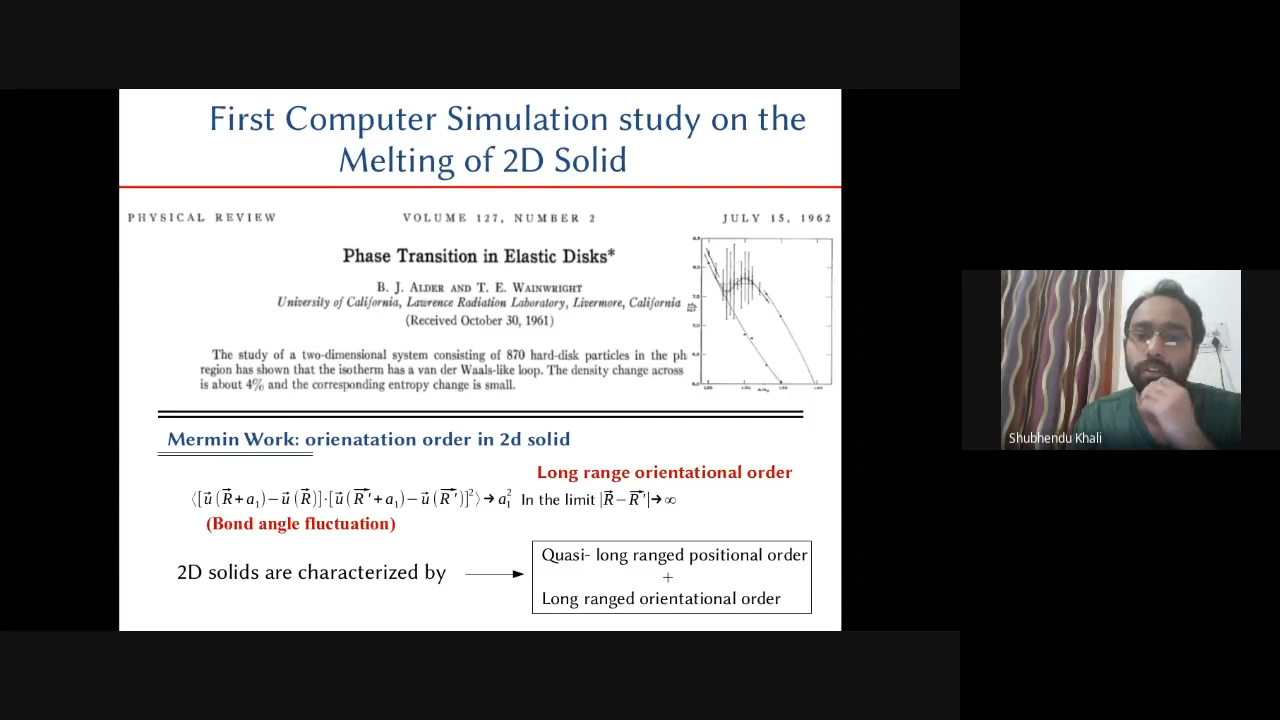 First Computer Simulation study on the
Melting of 2D Solid
PHYSICAL REVIEW VOLUME 127, NUMBER 2 JULY 15, 1962
Phase Transition in Elastic Disks*
B. J. ALDER AND T. E. WAINWRIGHT
University of California, Lawrence Radiation Laboratory, Livermore, California
(Received October 30, 1961)
The study of a two-dimensional system consisting of 870 hard-disk particles in the ph
region has shown that the isotherm has a van der Waals-like loop. The density change across
is about 4% and the corresponding entropy change is small.
Mermin Work: orienatation order in 2d solid
Long range orientational order
⟨[u⃗(R⃗+a₁)−u⃗(R⃗)]·[u⃗(R⃗'+a₁)−u⃗(R⃗')]²⟩→a₁² In the limit |R⃗−R⃗'|→∞
(Bond angle fluctuation)
2D solids are characterized by
Quasi- long ranged positional order
+
Long ranged orientational order
Shubhendu Khali